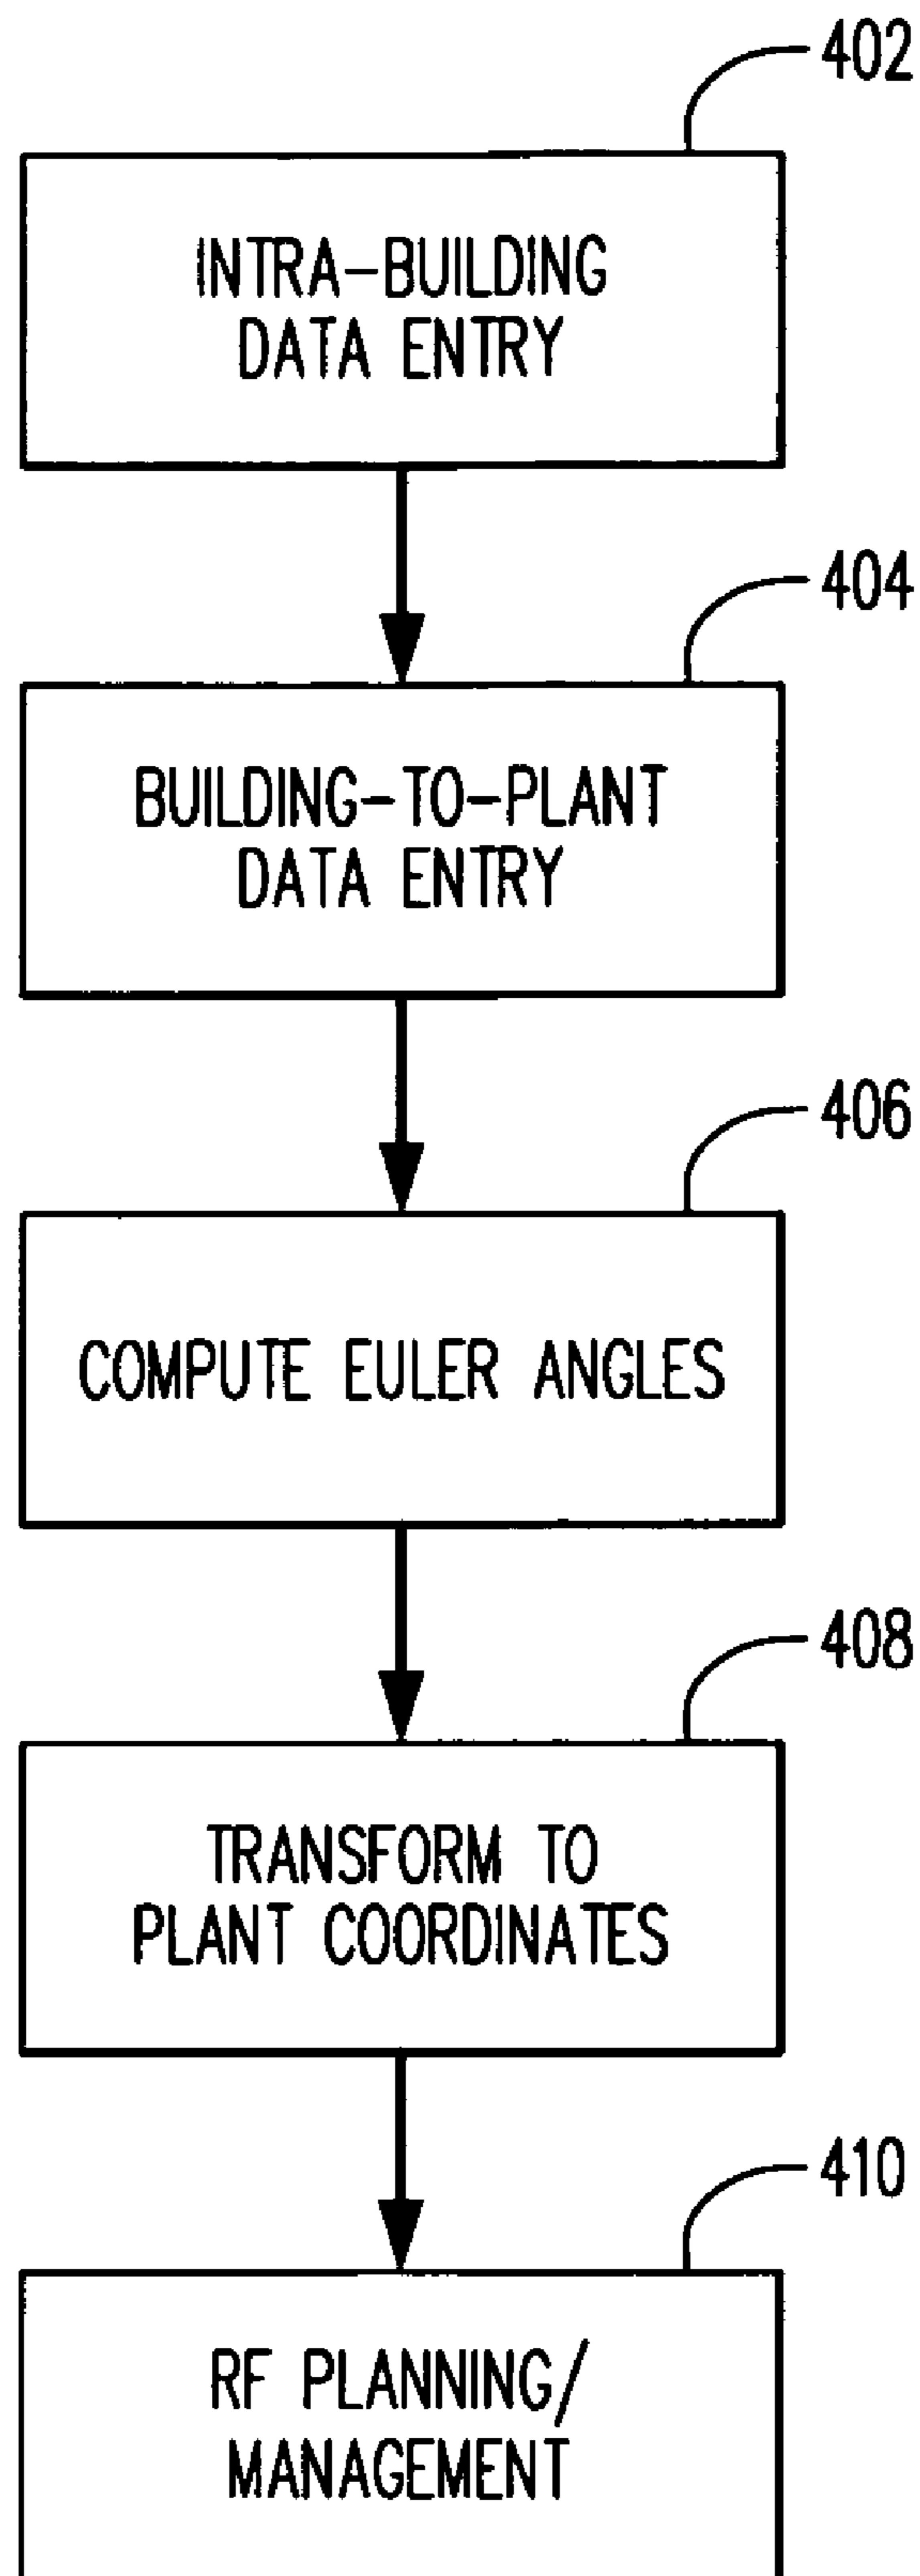 402
INTRA-BUILDING
DATA ENTRY
404
BUILDING-TO-PLANT
DATA ENTRY
406
COMPUTE EULER ANGLES
408
TRANSFORM TO
PLANT COORDINATES
410
RF PLANNING/
MANAGEMENT